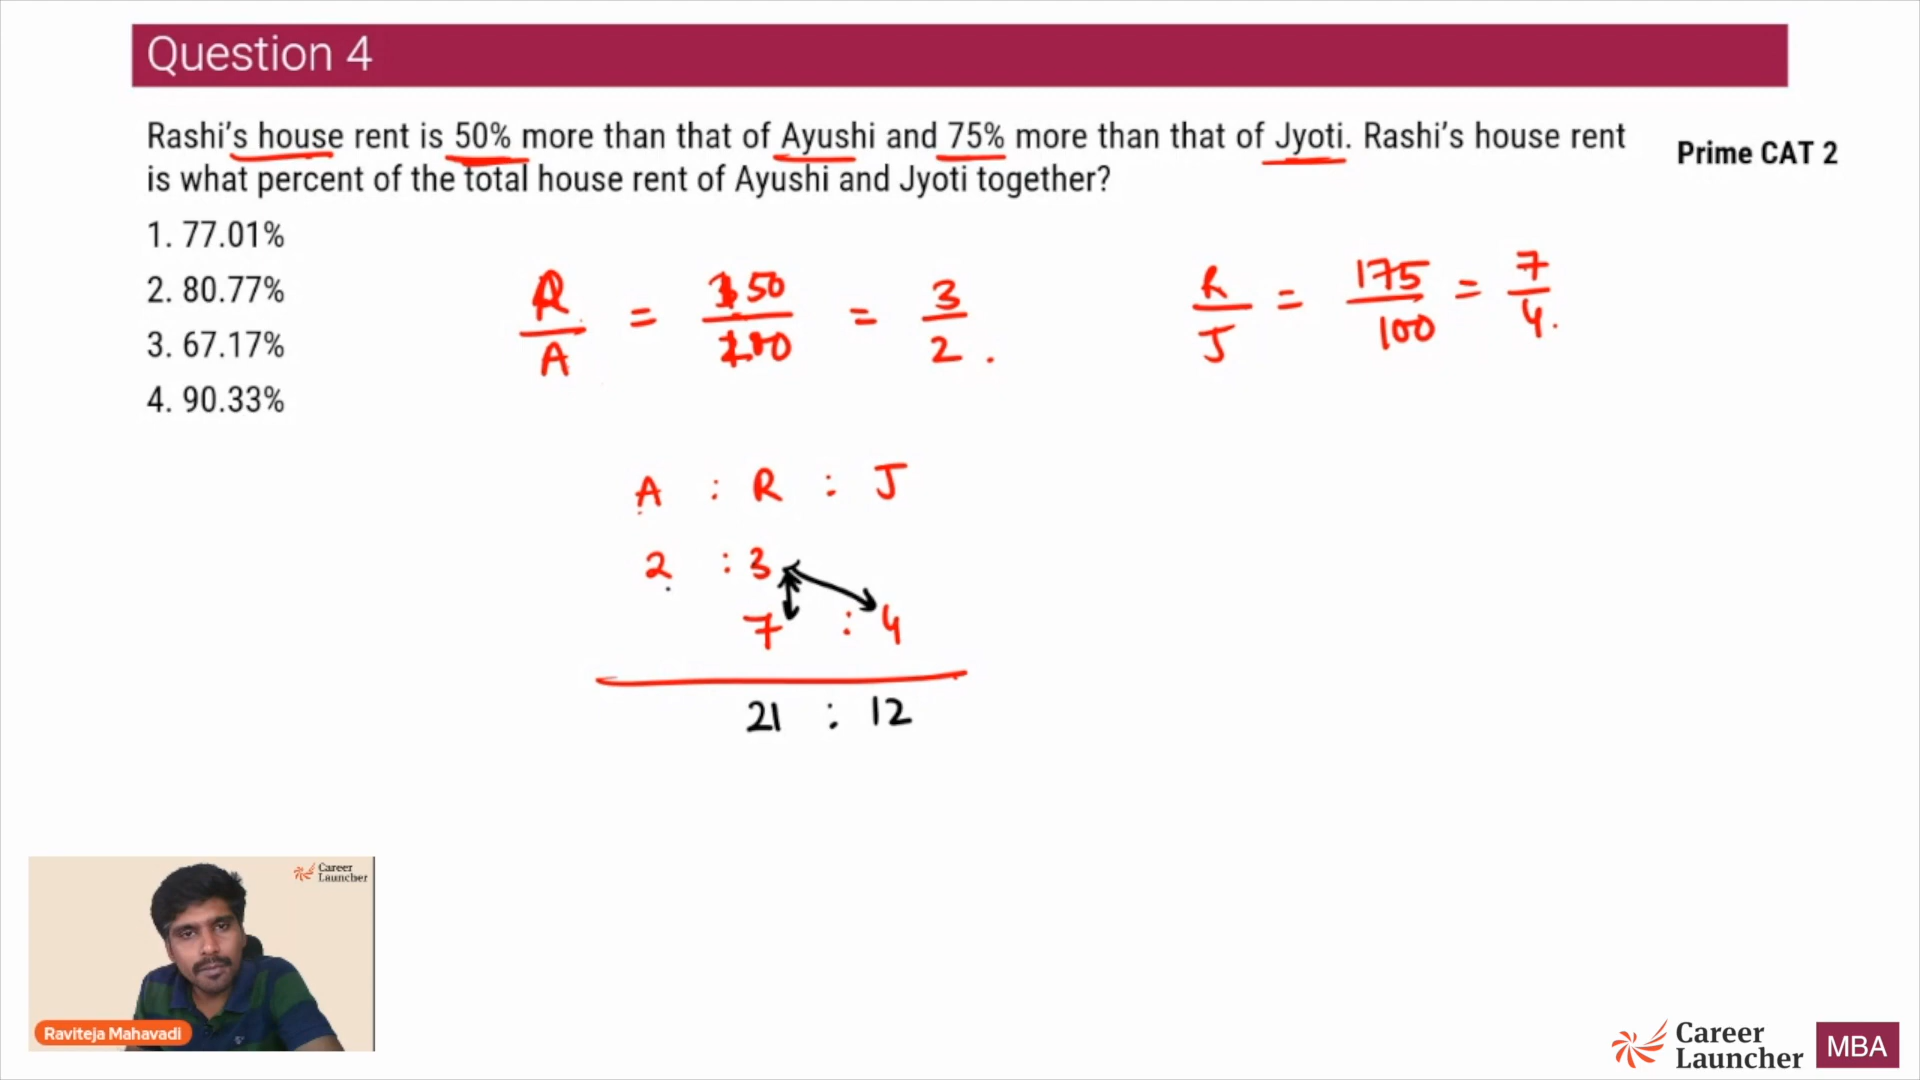 Question 4
Rashi’s house rent is 50% more than that of Ayushi and 75% more than that of Jyoti. Rashi’s house rent
is what percent of the total house rent of Ayushi and Jyoti together?
Prime CAT 2
1. 77.01%
2. 80.77%
3. 67.17%
4. 90.33%
R/A = 150/100 = 3/2.
R/J = 175/100 = 7/4.
A : R : J
2 : 3
7 : 4
21 : 12
Career
Launcher
Raviteja Mahavadi
Career
Launcher
MBA